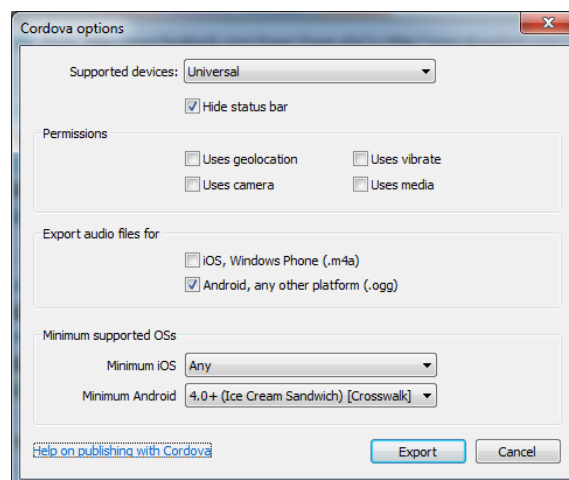 Cordova options
Supported devices: Universal
Hide status bar
Permissions
Uses geolocation Uses vibrate
Uses camera Uses media
Export audio files for
iOS, Windows Phone (.m4a)
Android, any other platform (.ogg)
Minimum supported OSs
Minimum iOS Any
Minimum Android 4.0+ (Ice Cream Sandwich) [Crosswalk]
Help on publishing with Cordova Export Cancel